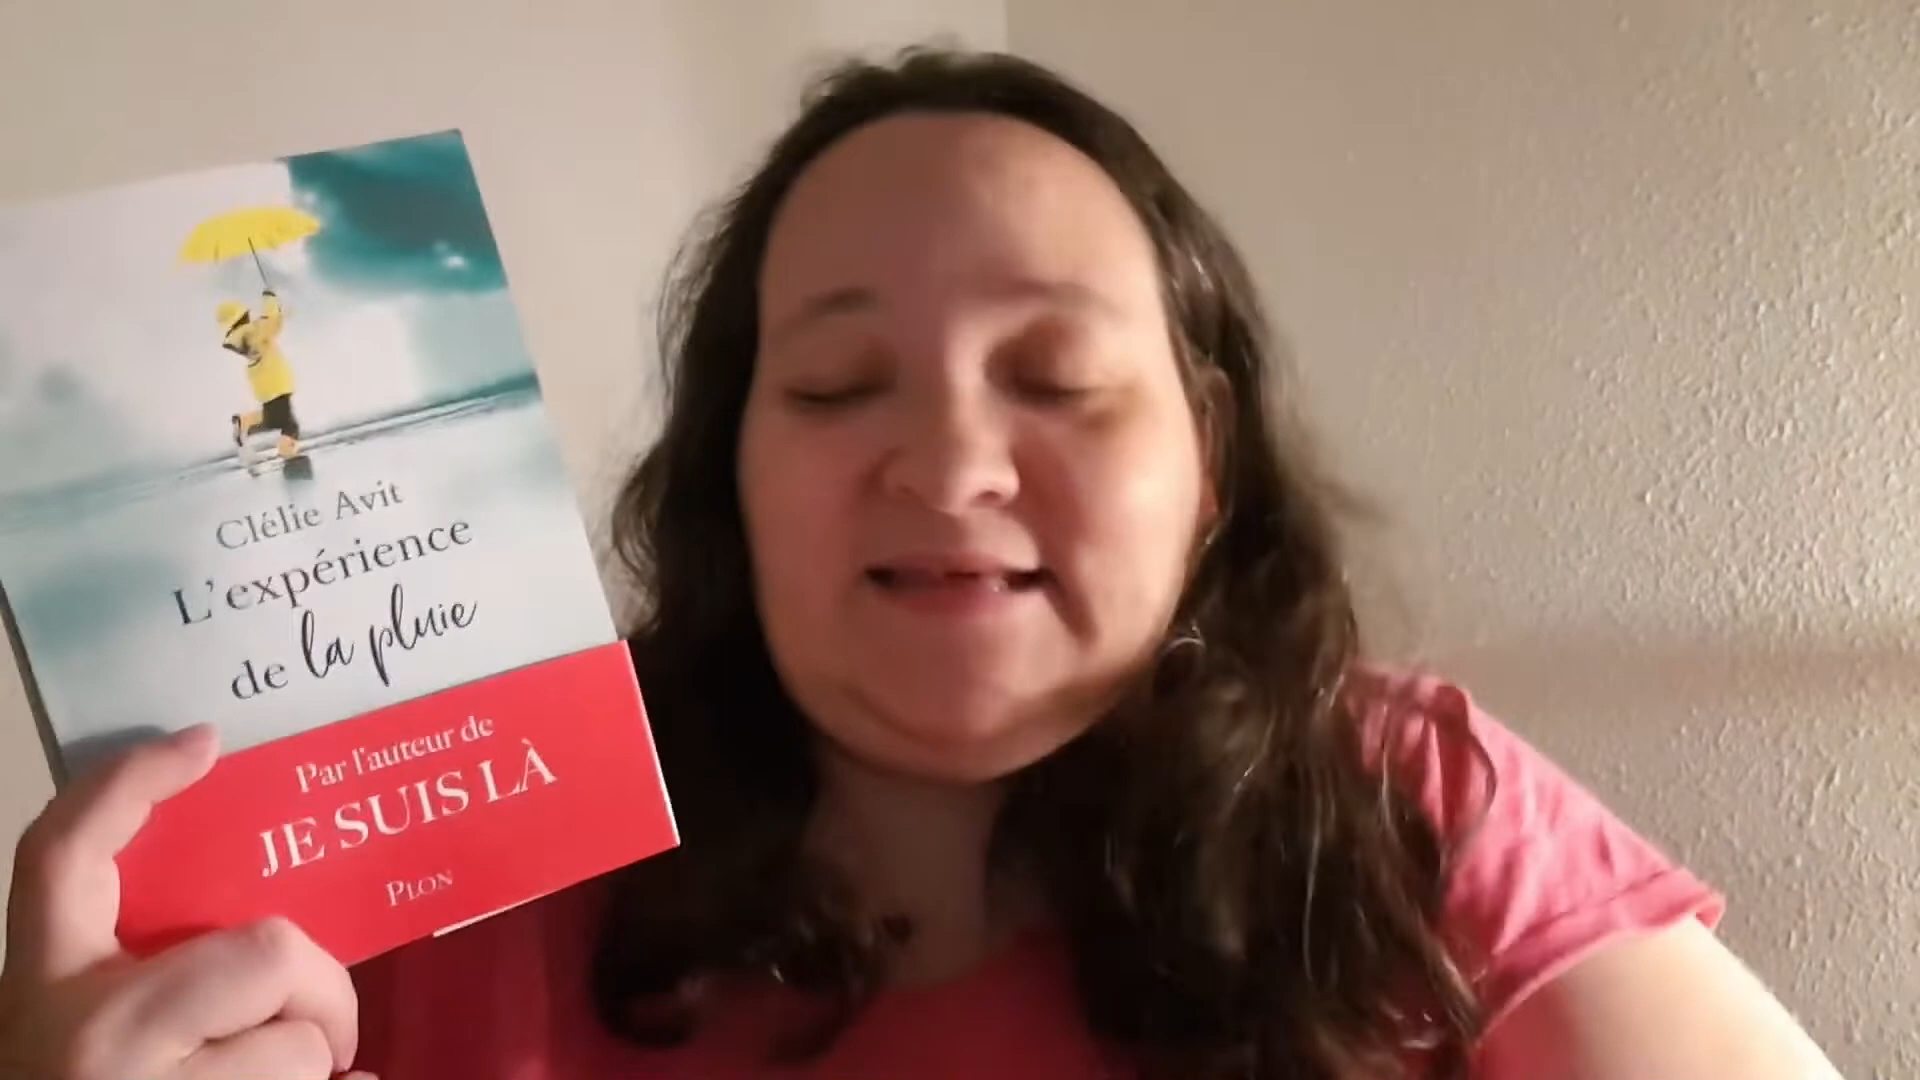 Clélie Avit
L'expérience
de la pluie
Par l'auteur de
JE SUIS LÀ
PLON